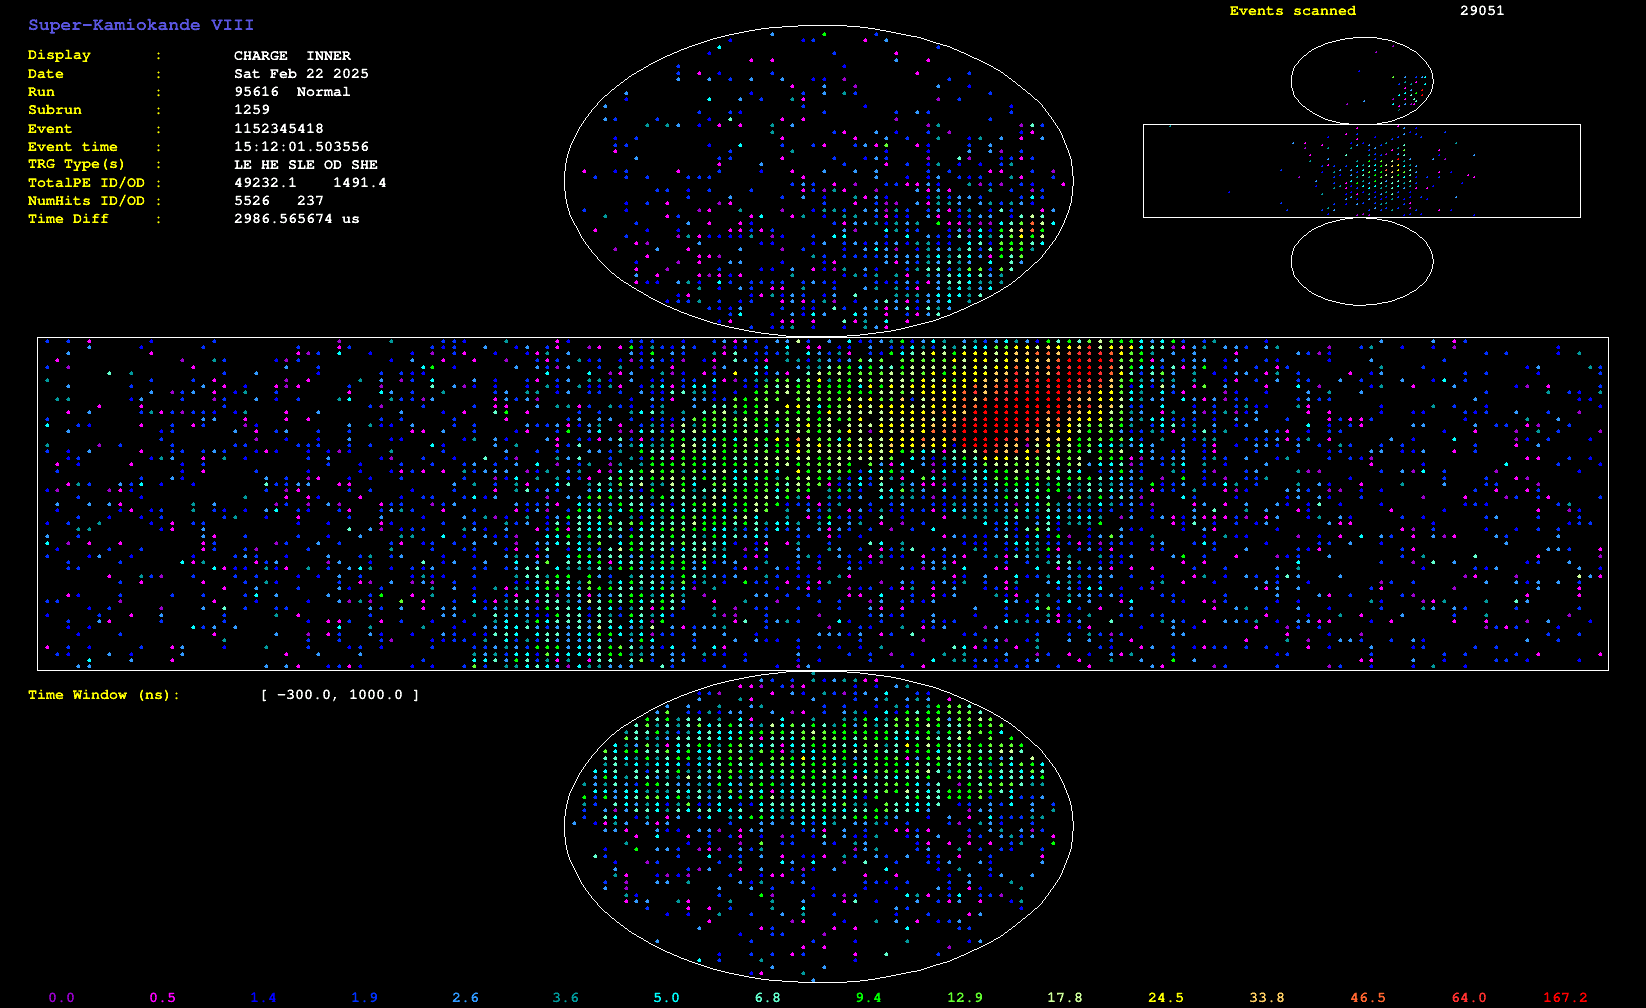 Super-Kamiokande VIII
Display : CHARGE INNER
Date : Sat Feb 22 2025
Run : 95616 Normal
Subrun : 1259
Event : 1152345418
Event time : 15:12:01.503556
TRG Type(s) : LE HE SLE OD SHE
TotalPE ID/OD : 49232.1 1491.4
NumHits ID/OD : 5526 237
Time Diff : 2986.565674 us
Events scanned 29051
Time Window (ns): [ -300.0, 1000.0 ]
0.0 0.5 1.4 1.9 2.6 3.6 5.0 6.8 9.4 12.9 17.8 24.5 33.8 46.5 64.0 167.2